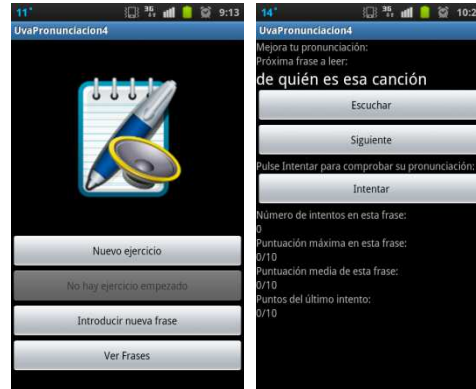 11°
36 9:13
UvaPronunciacion4
Nuevo ejercicio
No hay ejercicio empezado
Introducir nueva frase
Ver Frases
14°
36 10:2
UvaPronunciacion4
Mejora tu pronunciación:
Próxima frase a leer:
de quién es esa canción
Escuchar
Siguiente
Pulse Intentar para comprobar su pronunciación:
Intentar
Número de intentos en esta frase:
0
Puntuación máxima en esta frase:
0/10
Puntuación media de esta frase:
0/10
Puntos del último intento:
0/10